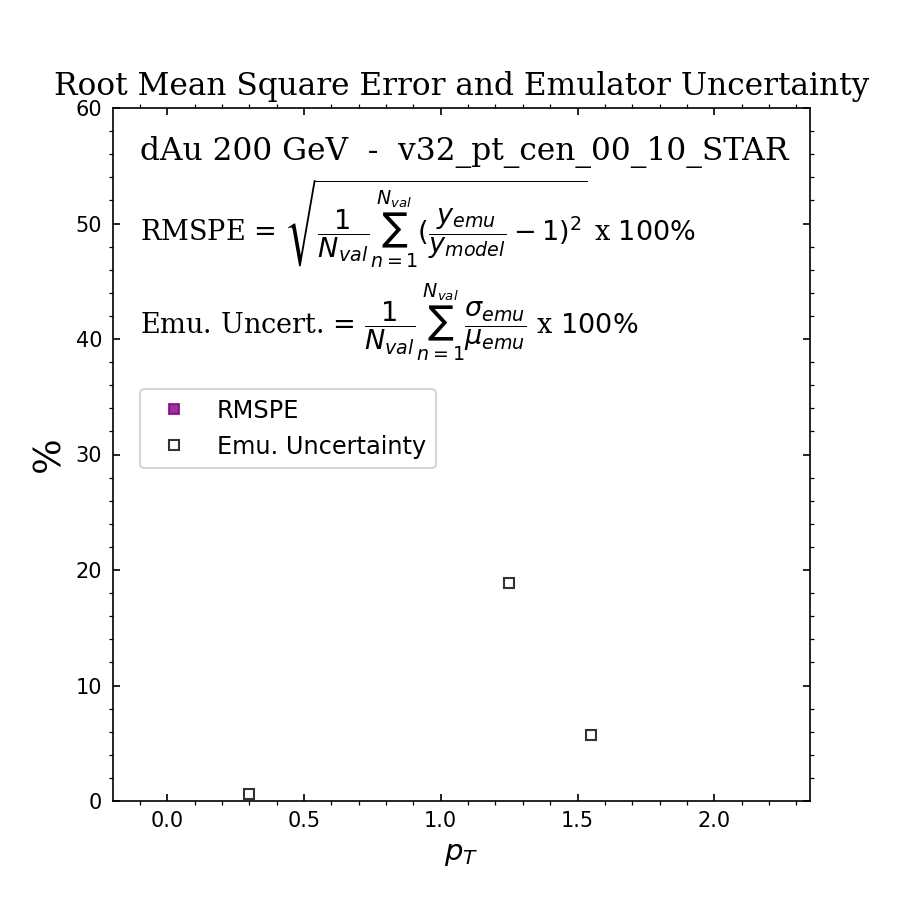 Root Mean Square Error and Emulator Uncertainty
dAu 200 GeV - v32_pt_cen_00_10_STAR
RMSPE = √(1/N_val ∑_{n=1}^{N_val} (y_emu/y_model − 1)²) x 100%
Emu. Uncert. = 1/N_val ∑_{n=1}^{N_val} σ_emu/μ_emu x 100%
RMSPE
Emu. Uncertainty
%
60
50
40
30
20
10
0
0.0 0.5 1.0 1.5 2.0
p_T